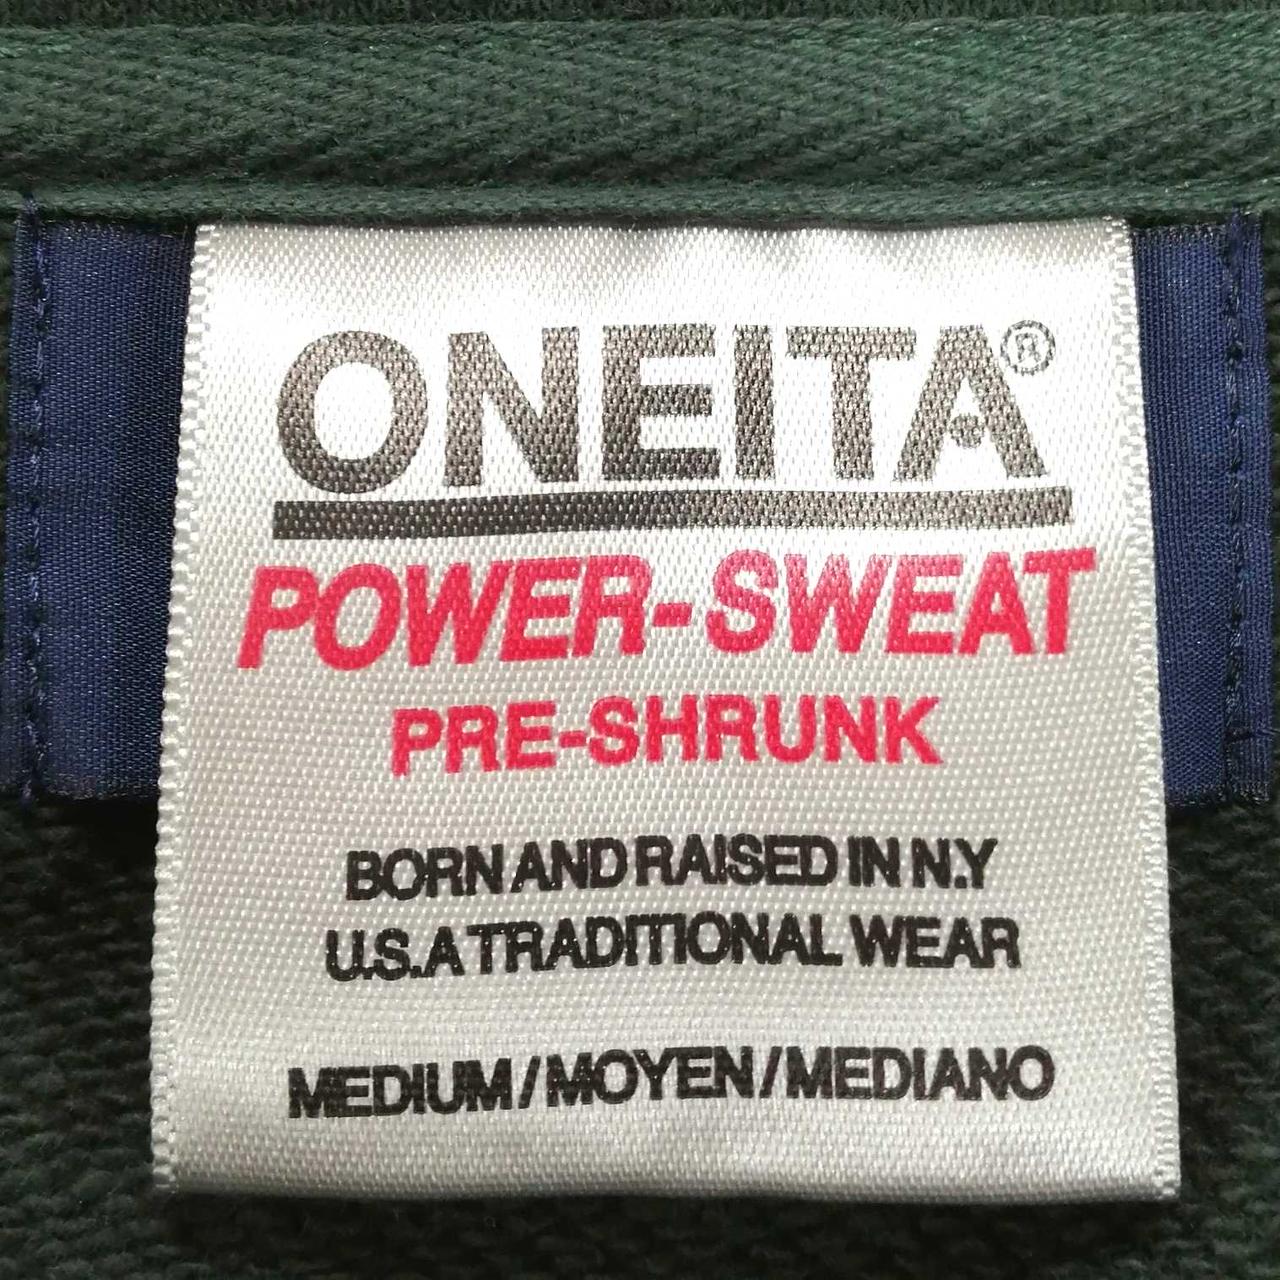 ONEITA®
POWER-SWEAT
PRE-SHRUNK
BORN AND RAISED IN N.Y
U.S.A TRADITIONAL WEAR
MEDIUM/MOYEN/MEDIANO